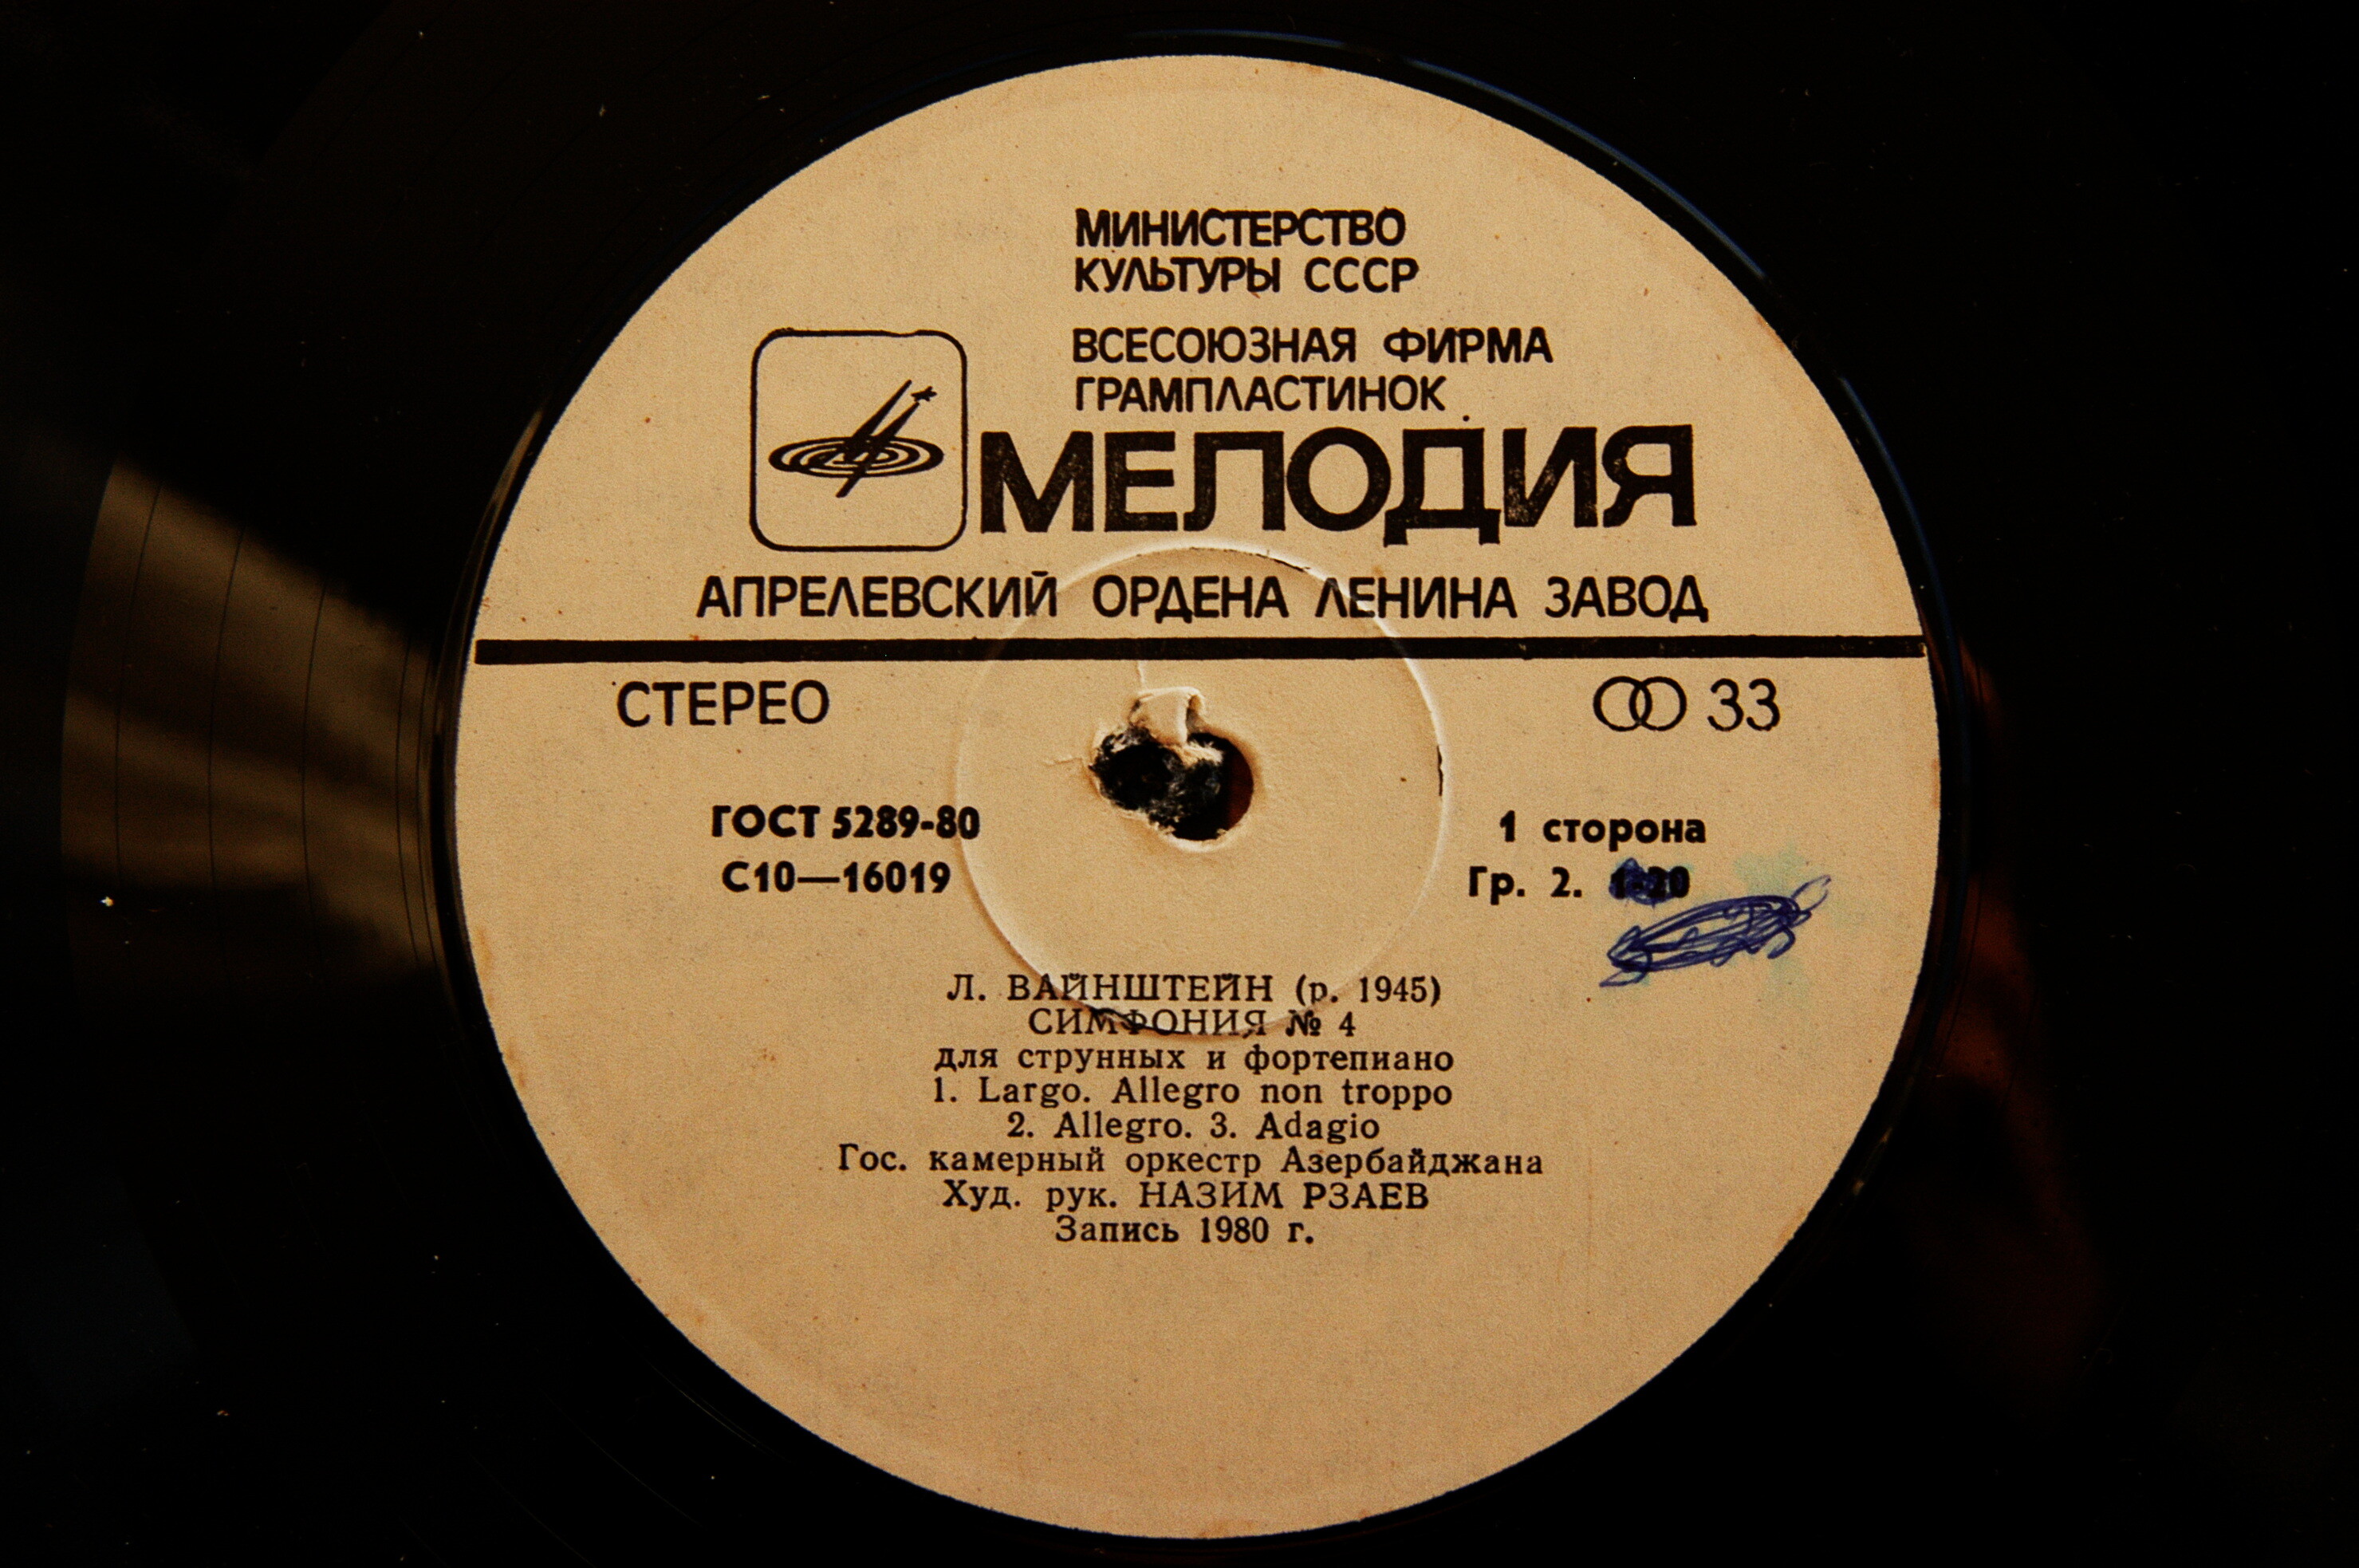 МИНИСТЕРСТВО
КУЛЬТУРЫ СССР
ВСЕСОЮЗНАЯ ФИРМА
ГРАМПЛАСТИНОК
МЕЛОДИЯ
АПРЕЛЕВСКИЙ ОРДЕНА ЛЕНИНА ЗАВОД
СТЕРЕО
33
ГОСТ 5289-80
С10—16019
1 сторона
Гр. 2.
Л. ВАЙНШТЕЙН (р. 1945)
СИМФОНИЯ № 4
для струнных и фортепиано
1. Largo. Allegro non troppo
2. Allegro. 3. Adagio
Гос. камерный оркестр Азербайджана
Худ. рук. НАЗИМ РЗАЕВ
Запись 1980 г.